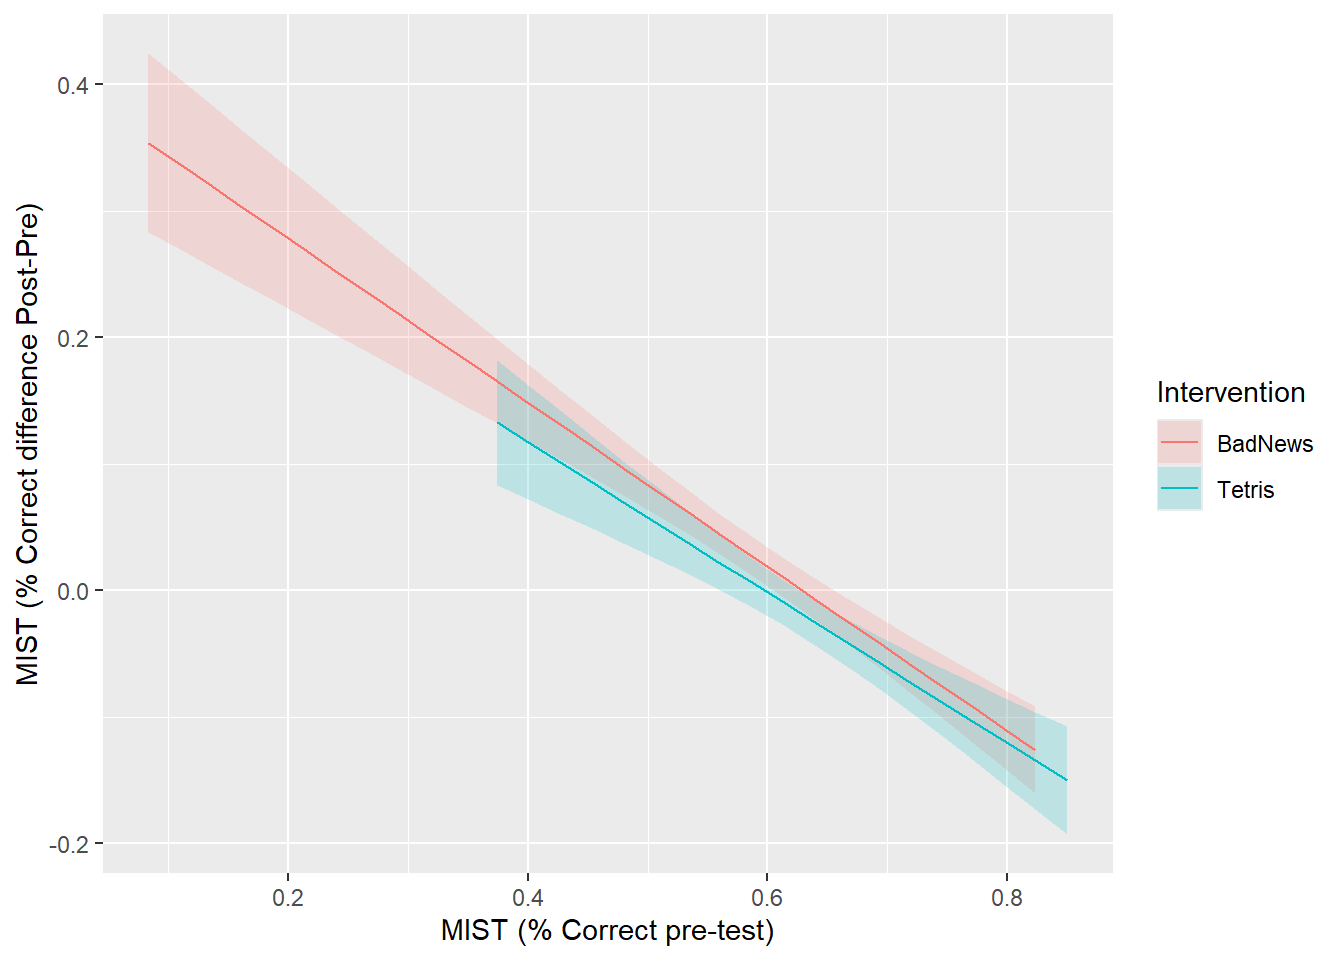 MIST (% Correct difference Post-Pre)
0.4
0.2
0.0
-0.2
0.2 0.4 0.6 0.8
MIST (% Correct pre-test)
Intervention
BadNews
Tetris